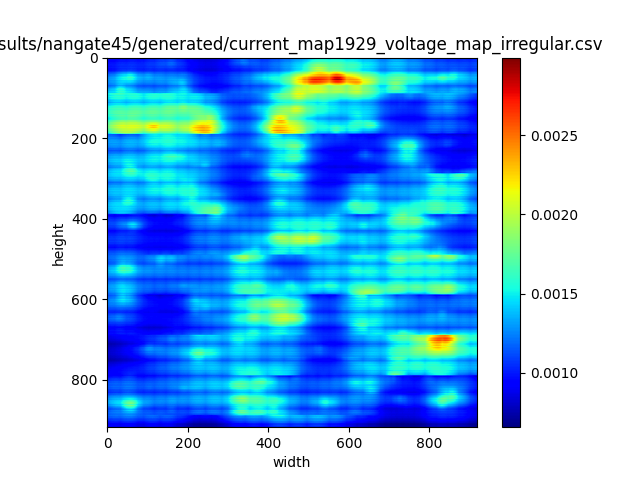 sults/nangate45/generated/current_map1929_voltage_map_irregular.csv
0
200
400
600
800
height
0 200 400 600 800
width
0.0025
0.0020
0.0015
0.0010